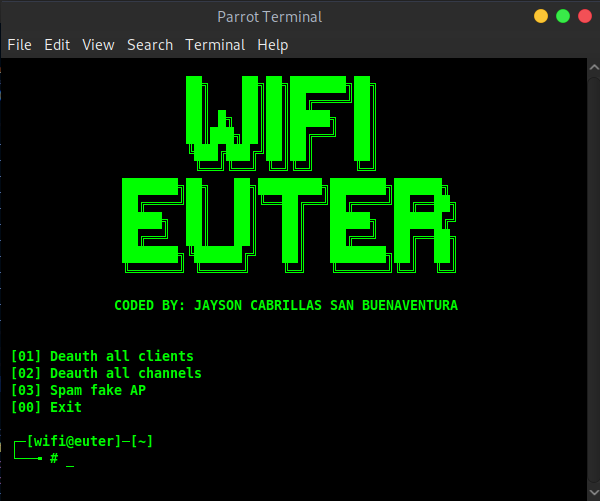 Parrot Terminal
File Edit View Search Terminal Help
WIFI
EUTER
CODED BY: JAYSON CABRILLAS SAN BUENAVENTURA
[01] Deauth all clients
[02] Deauth all channels
[03] Spam fake AP
[00] Exit
┌─[wifi@euter]─[~]
└──╼ # _